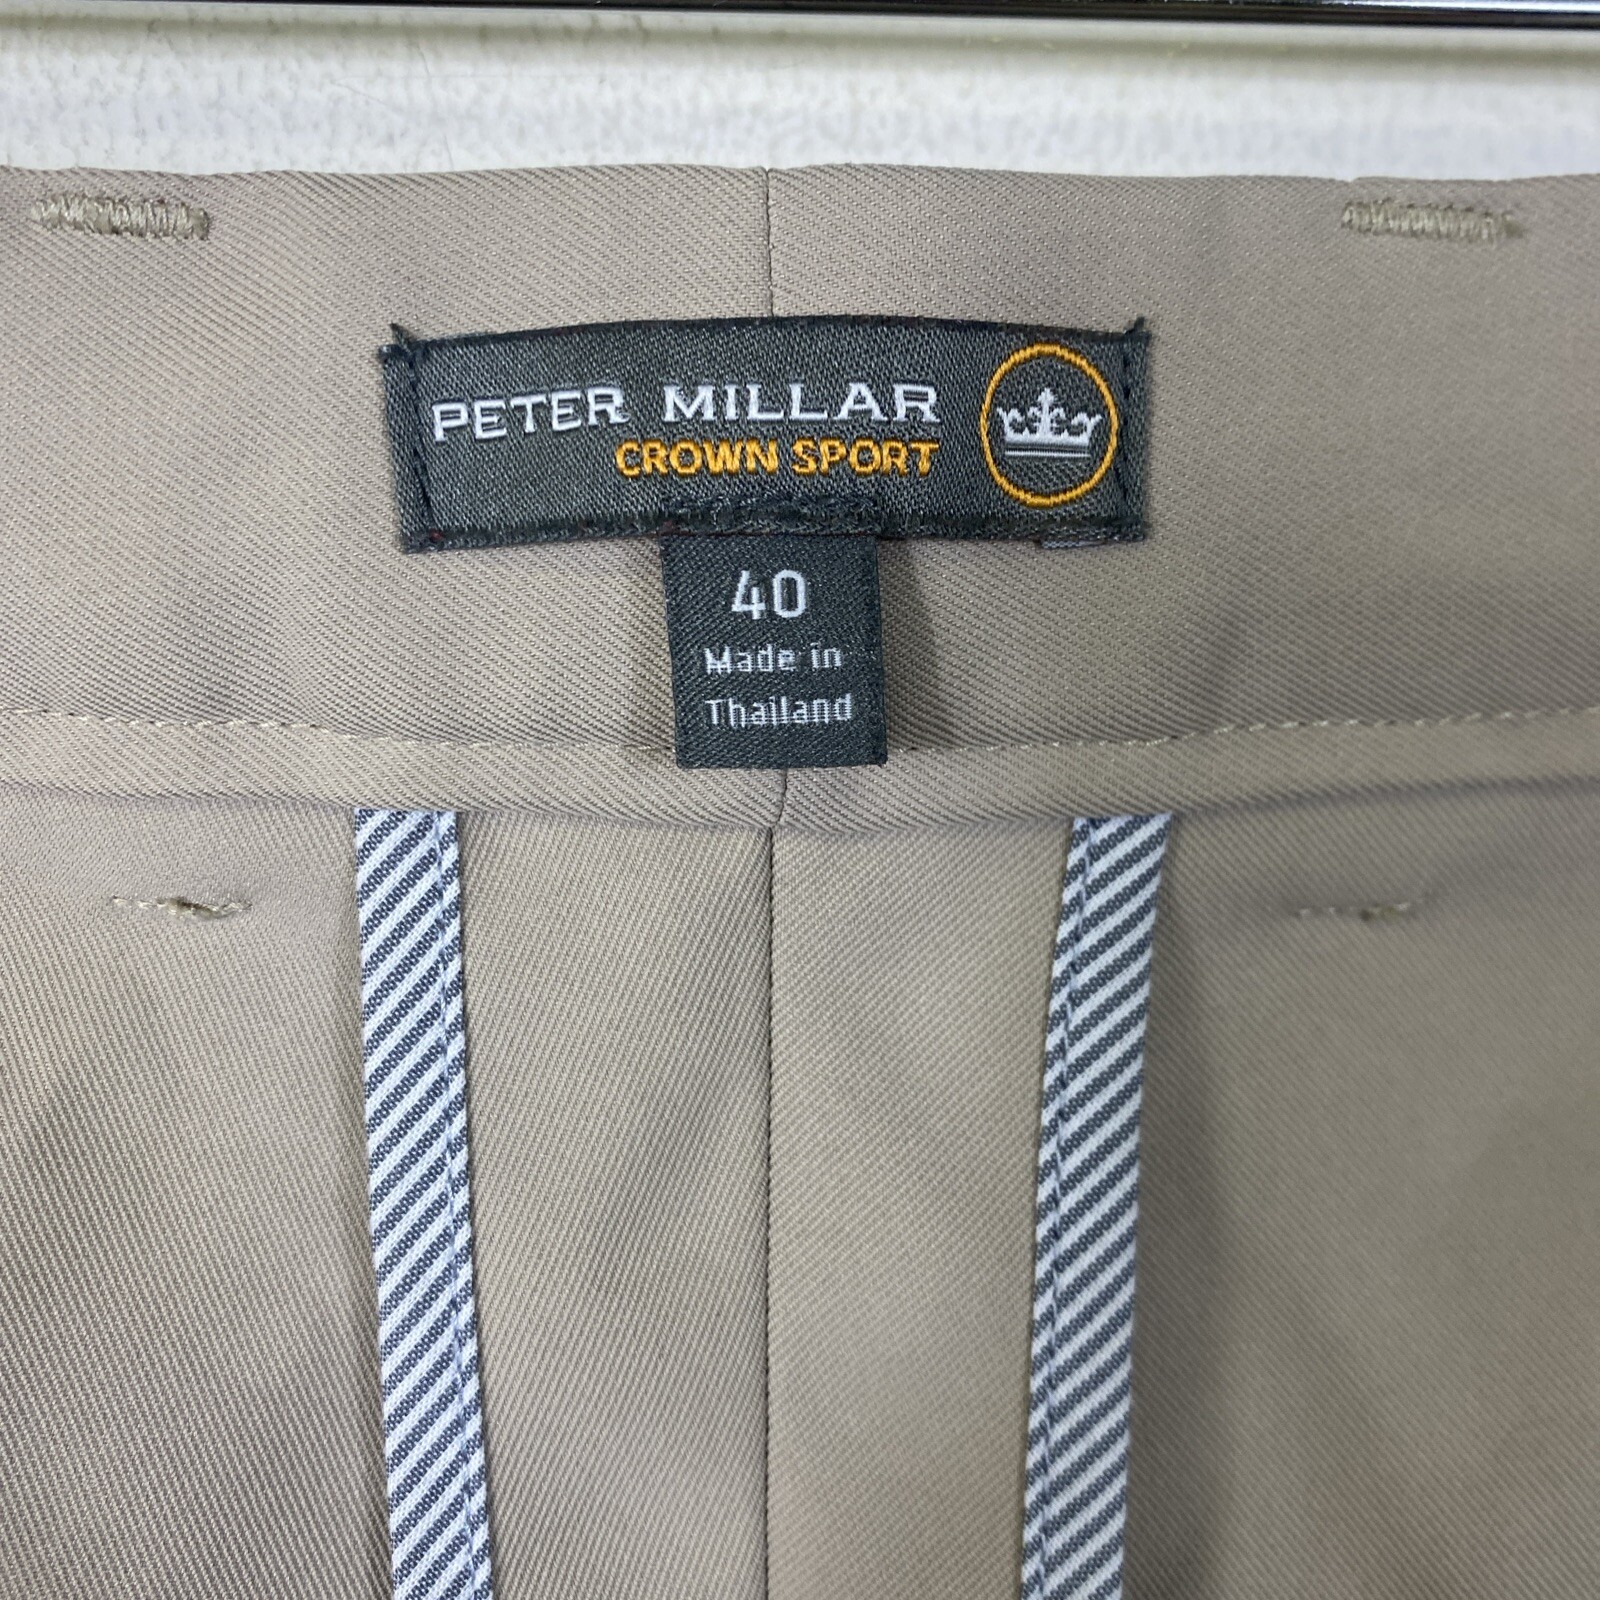 PETER MILLAR
CROWN SPORT
40
Made in
Thailand